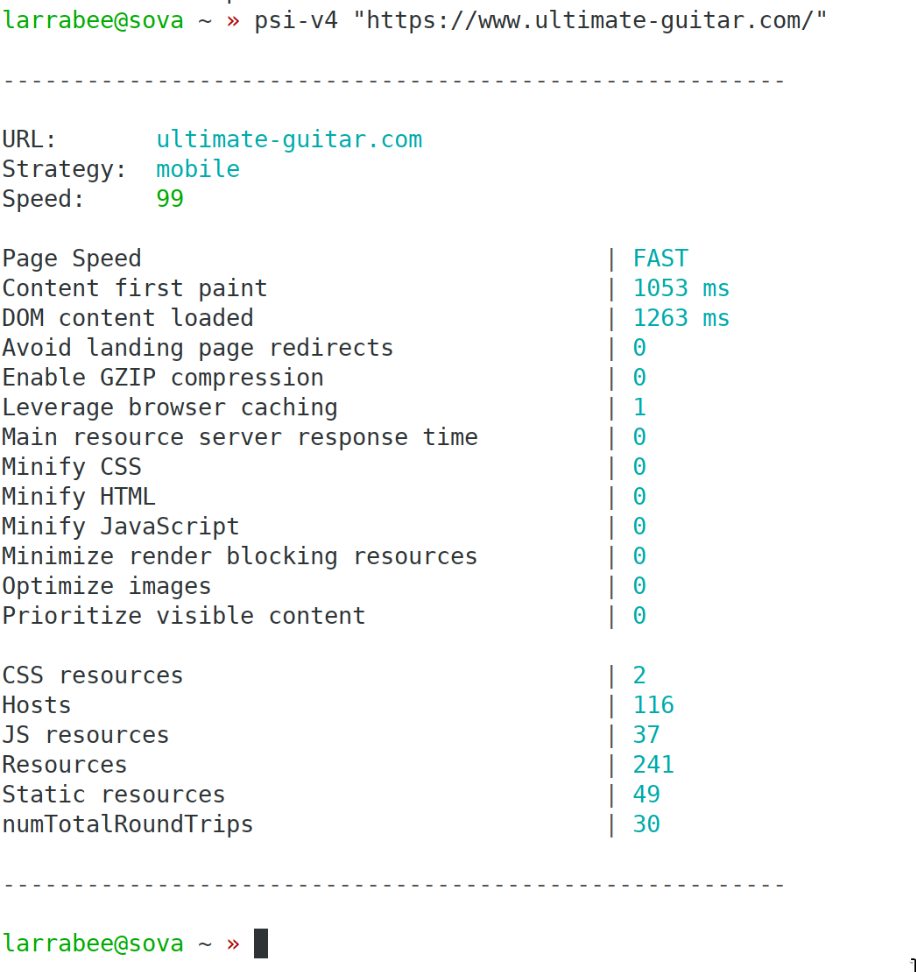 larrabee@sova ~ » psi-v4 "https://www.ultimate-guitar.com/"
--------------------------------------------------------
URL: ultimate-guitar.com
Strategy: mobile
Speed: 99
Page Speed | FAST
Content first paint | 1053 ms
DOM content loaded | 1263 ms
Avoid landing page redirects | 0
Enable GZIP compression | 0
Leverage browser caching | 1
Main resource server response time | 0
Minify CSS | 0
Minify HTML | 0
Minify JavaScript | 0
Minimize render blocking resources | 0
Optimize images | 0
Prioritize visible content | 0
CSS resources | 2
Hosts | 116
JS resources | 37
Resources | 241
Static resources | 49
numTotalRoundTrips | 30
--------------------------------------------------------
larrabee@sova ~ »